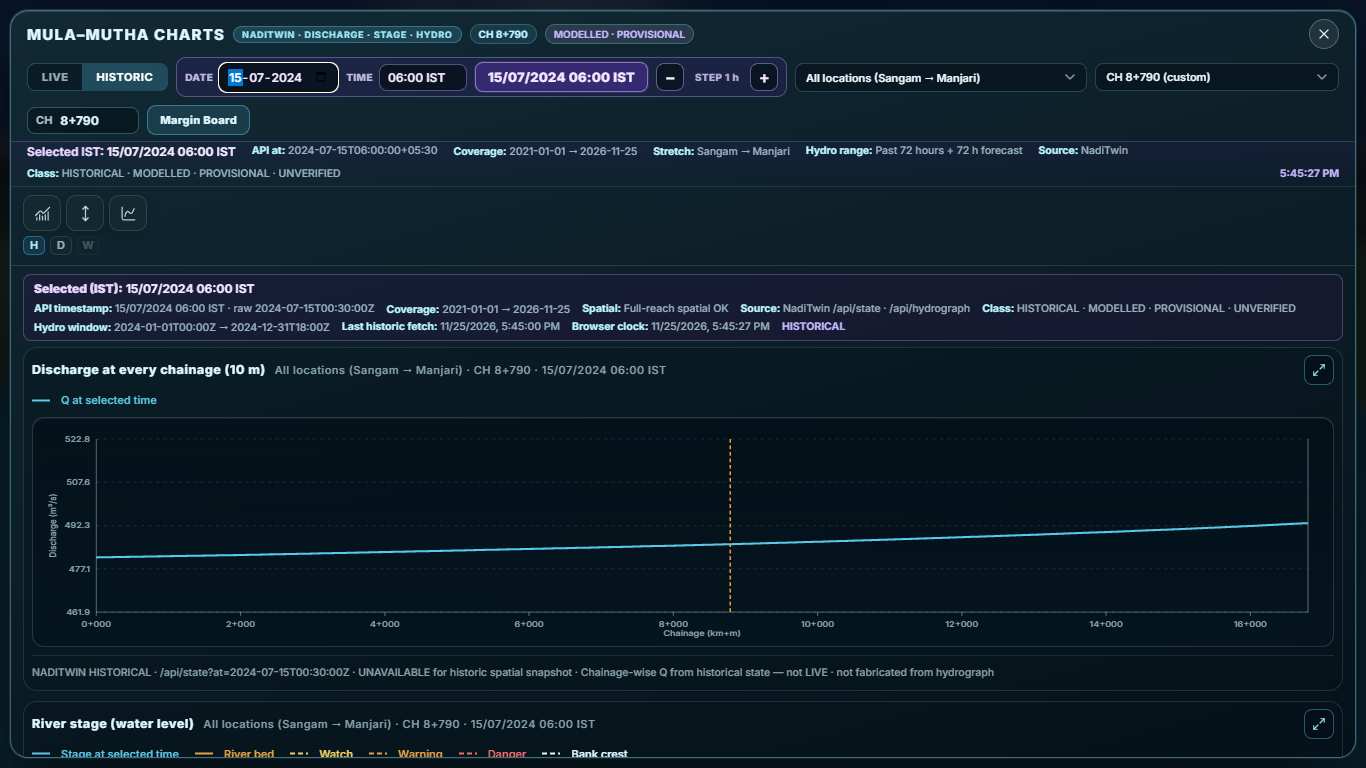 MULA–MUTHA CHARTS NADITWIN · DISCHARGE · STAGE · HYDRO CH 8+790 MODELLED · PROVISIONAL
LIVE HISTORIC DATE 15-07-2024 TIME 06:00 IST 15/07/2024 06:00 IST − STEP 1 h + All locations (Sangam → Manjari) CH 8+790 (custom)
CH 8+790 Margin Board
Selected IST: 15/07/2024 06:00 IST API at: 2024-07-15T06:00:00+05:30 Coverage: 2021-01-01 → 2026-11-25 Stretch: Sangam → Manjari Hydro range: Past 72 hours + 72 h forecast Source: NadiTwin
Class: HISTORICAL · MODELLED · PROVISIONAL · UNVERIFIED 5:45:27 PM
H D W
Selected (IST): 15/07/2024 06:00 IST
API timestamp: 15/07/2024 06:00 IST · raw 2024-07-15T00:30:00Z Coverage: 2021-01-01 → 2026-11-25 Spatial: Full-reach spatial OK Source: NadiTwin /api/state · /api/hydrograph Class: HISTORICAL · MODELLED · PROVISIONAL · UNVERIFIED
Hydro window: 2024-01-01T00:00Z → 2024-12-31T18:00Z Last historic fetch: 11/25/2026, 5:45:00 PM Browser clock: 11/25/2026, 5:45:27 PM HISTORICAL
Discharge at every chainage (10 m) All locations (Sangam → Manjari) · CH 8+790 · 15/07/2024 06:00 IST
Q at selected time
522.8
507.6
492.3
477.1
461.9
Discharge (m³/s)
0+000 2+000 4+000 6+000 8+000 10+000 12+000 14+000 16+000
Chainage (km+m)
NADITWIN HISTORICAL · /api/state?at=2024-07-15T00:30:00Z · UNAVAILABLE for historic spatial snapshot · Chainage-wise Q from historical state — not LIVE · not fabricated from hydrograph
River stage (water level) All locations (Sangam → Manjari) · CH 8+790 · 15/07/2024 06:00 IST
Stage at selected time River bed Watch Warning Danger Bank crest